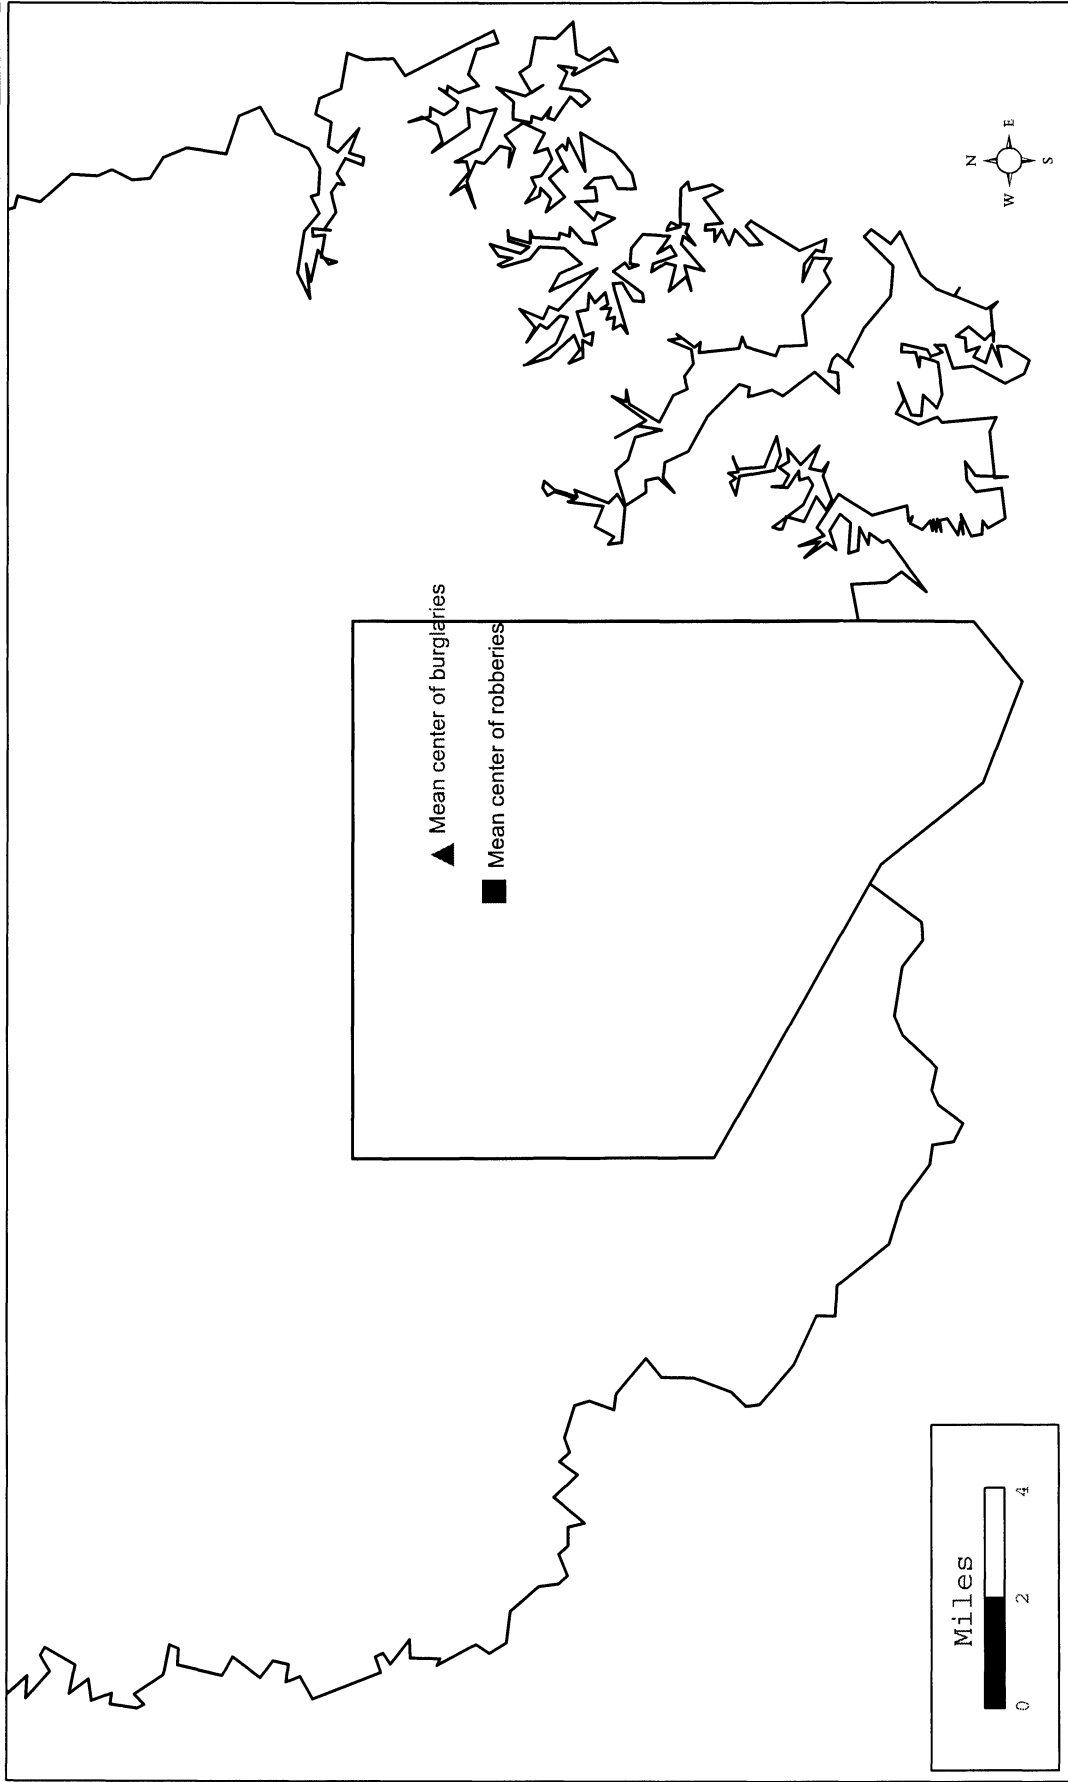 Mean center of burglaries
Mean center of robberies
N
W
E
S
Miles
0 2 4